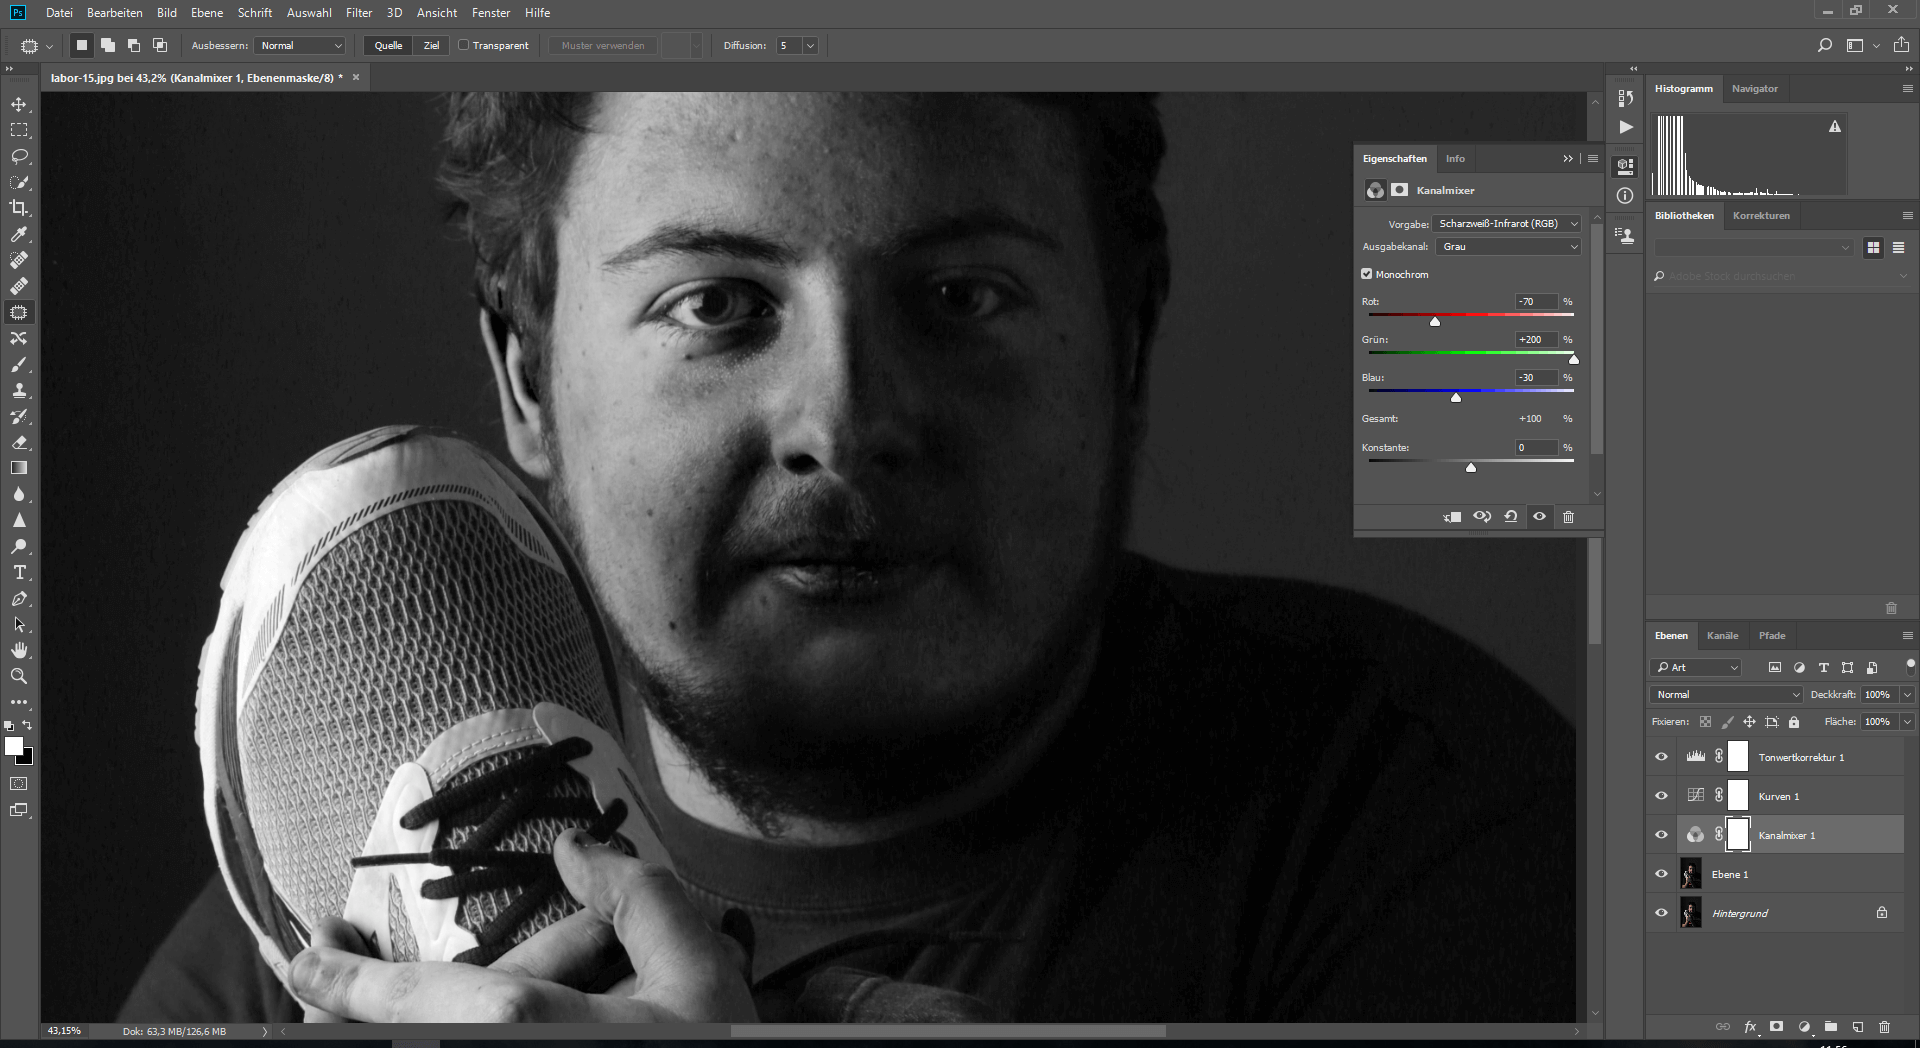 Ps Datei Bearbeiten Bild Ebene Schrift Auswahl Filter 3D Ansicht Fenster Hilfe
Ausbessern: Normal Quelle Ziel Transparent Muster verwenden Diffusion: 5
labor-15.jpg bei 43,2% (Kanalmixer 1, Ebenenmaske/8) *
Histogramm Navigator
Eigenschaften Info
Kanalmixer
Vorgabe: Scharzweiß-Infrarot (RGB)
Ausgabekanal: Grau
Monochrom
Rot: -70 %
Grün: +200 %
Blau: -30 %
Gesamt: +100 %
Konstante: 0 %
Bibliotheken Korrekturen
Adobe Stock durchsuchen
Ebenen Kanäle Pfade
Art
Normal Deckkraft: 100%
Fixieren: Fläche: 100%
Tonwertkorrektur 1
Kurven 1
Kanalmixer 1
Ebene 1
Hintergrund
fx
43,15% Dok: 63,3 MB/126,6 MB